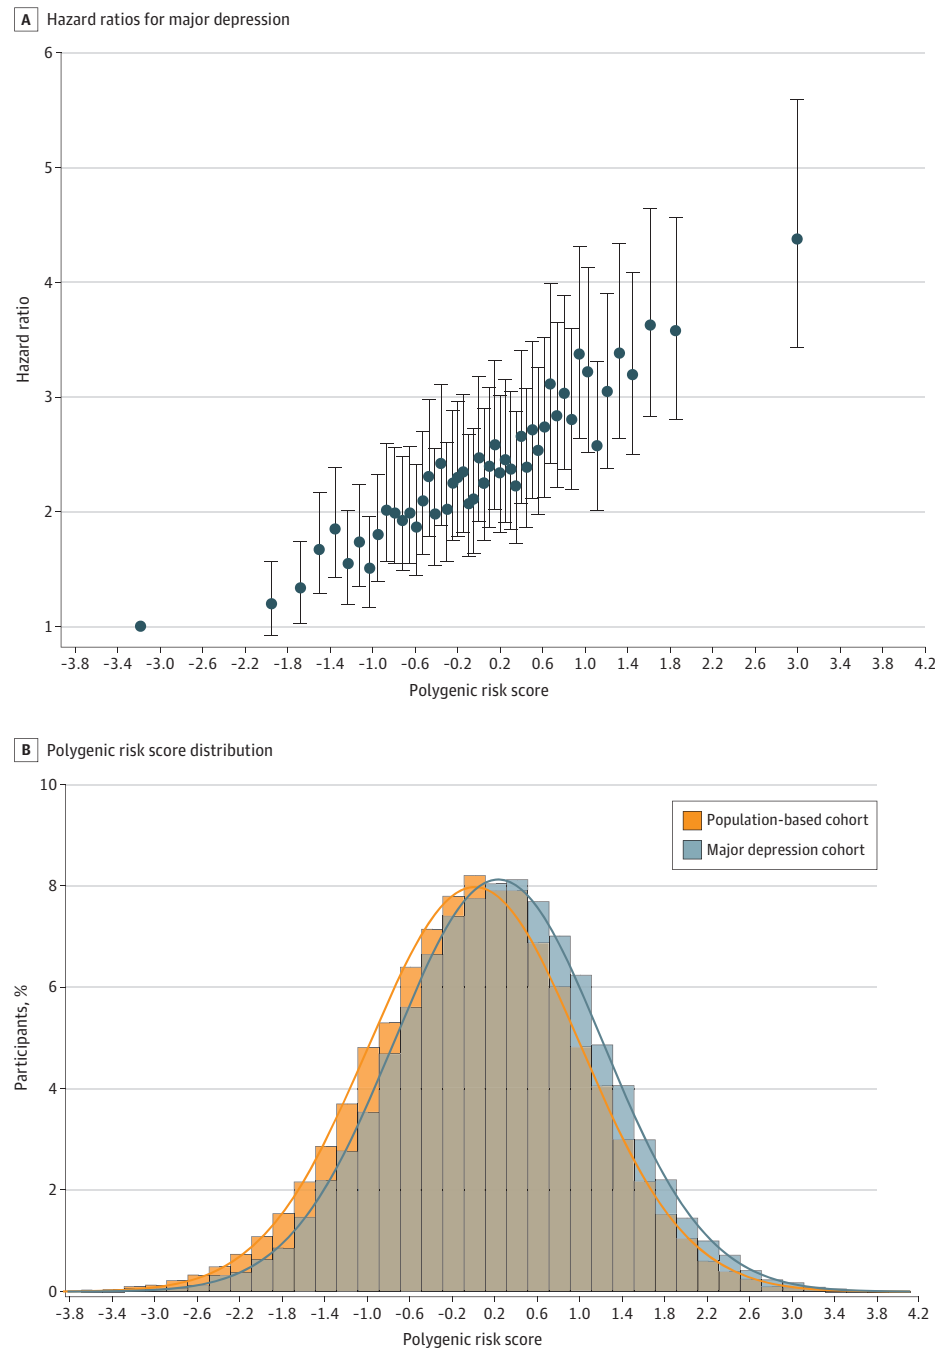 A Hazard ratios for major depression
6
5
4
3
2
1
Hazard ratio
-3.8 -3.4 -3.0 -2.6 -2.2 -1.8 -1.4 -1.0 -0.6 -0.2 0.2 0.6 1.0 1.4 1.8 2.2 2.6 3.0 3.4 3.8 4.2
Polygenic risk score
B Polygenic risk score distribution
10
8
6
4
2
0
Participants, %
Population-based cohort
Major depression cohort
-3.8 -3.4 -3.0 -2.6 -2.2 -1.8 -1.4 -1.0 -0.6 -0.2 0.2 0.6 1.0 1.4 1.8 2.2 2.6 3.0 3.4 3.8 4.2
Polygenic risk score